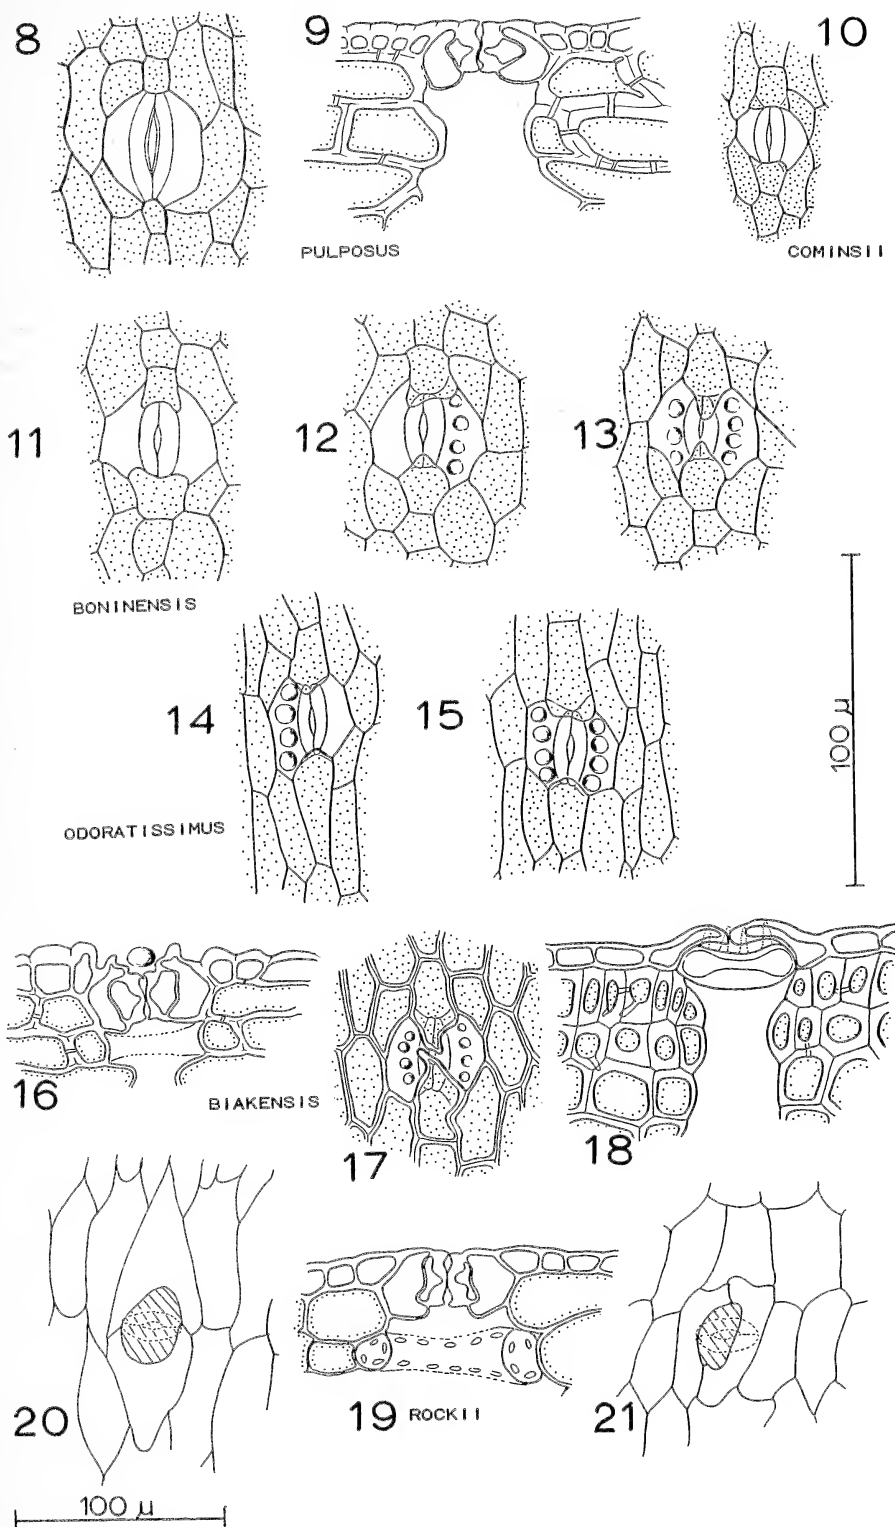 8
9
10
PULPOSUS
COMINSII
11
12
13
BONINENSIS
14
15
100 µ
ODORATISSIMUS
16
BIAKENSIS
17
18
20
19 ROCKII
21
100 µ